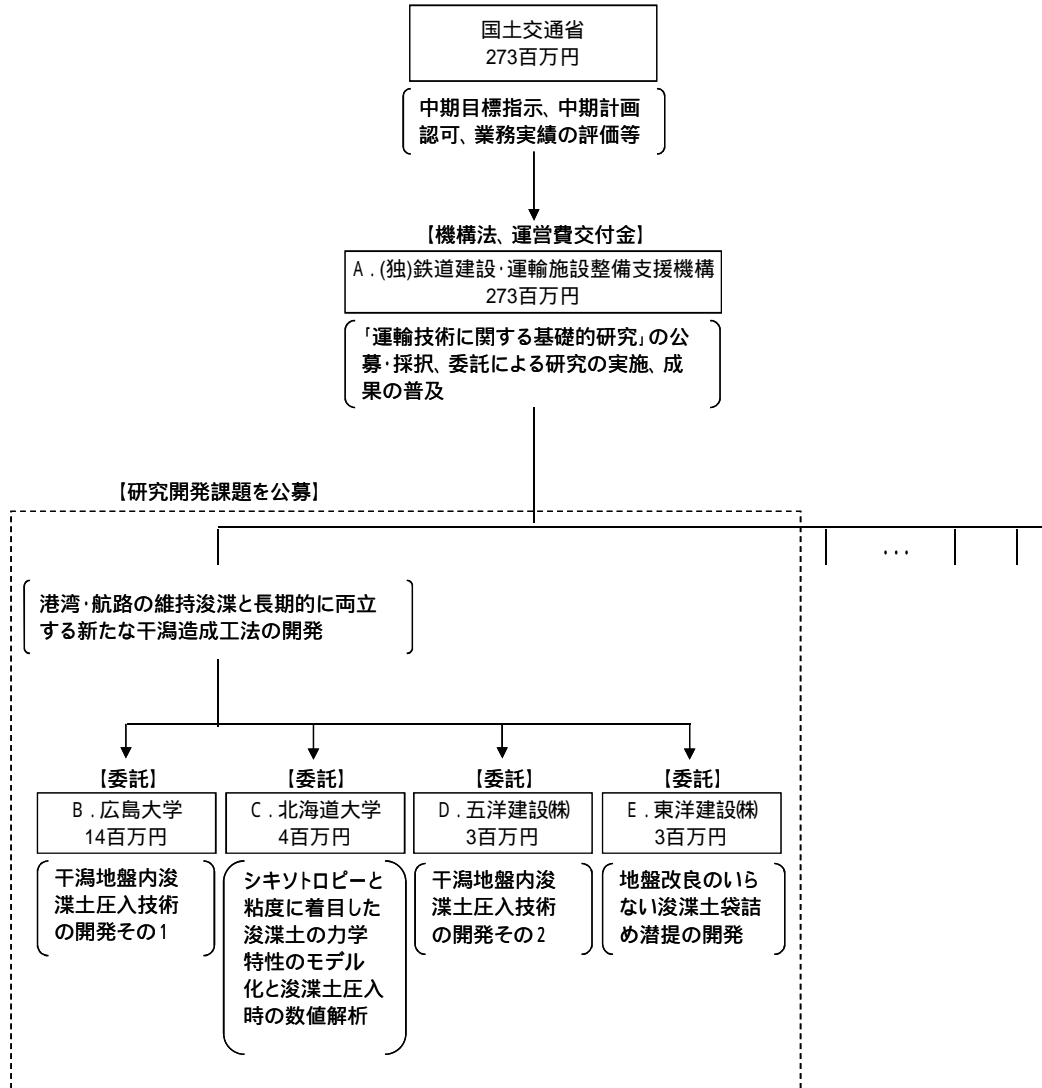 国土交通省
273百万円
中期目標指示、中期計画
認可、業務実績の評価等
【機構法、運営費交付金】
A．(独)鉄道建設・運輸施設整備支援機構
273百万円
「運輸技術に関する基礎的研究」の公
募・採択、委託による研究の実施、成
果の普及
【研究開発課題を公募】
…
港湾・航路の維持浚渫と長期的に両立
する新たな干潟造成工法の開発
【委託】
B．広島大学
14百万円
干潟地盤内浚
渫土圧入技術
の開発その1
【委託】
C．北海道大学
4百万円
シキソトロピーと
粘度に着目した
浚渫土の力学
特性のモデル
化と浚渫土圧入
時の数値解析
【委託】
D．五洋建設㈱
3百万円
干潟地盤内浚
渫土圧入技術
の開発その2
【委託】
E．東洋建設㈱
3百万円
地盤改良のいら
ない浚渫土袋詰
め潜提の開発